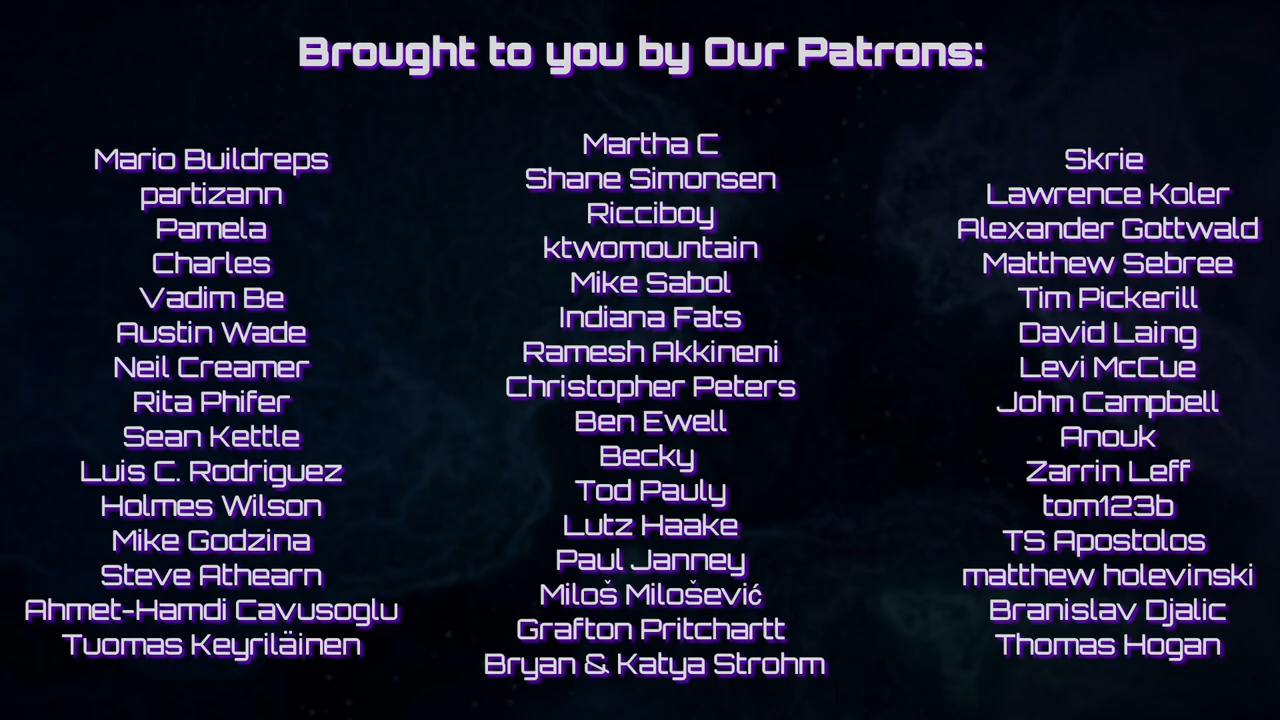 Brought to you by Our Patrons:
Mario Buildreps
partizann
Pamela
Charles
Vadim Be
Austin Wade
Neil Creamer
Rita Phifer
Sean Kettle
Luis C. Rodriguez
Holmes Wilson
Mike Godzina
Steve Athearn
Ahmet-Hamdi Cavusoglu
Tuomas Keyriläinen
Martha C
Shane Simonsen
Ricciboy
ktwomountain
Mike Sabol
Indiana Fats
Ramesh Akkineni
Christopher Peters
Ben Ewell
Becky
Tod Pauly
Lutz Haake
Paul Janney
Miloš Milošević
Grafton Pritchartt
Bryan & Katya Strohm
Skrie
Lawrence Koler
Alexander Gottwald
Matthew Sebree
Tim Pickerill
David Laing
Levi McCue
John Campbell
Anouk
Zarrin Leff
tom123b
TS Apostolos
matthew holevinski
Branislav Djalic
Thomas Hogan